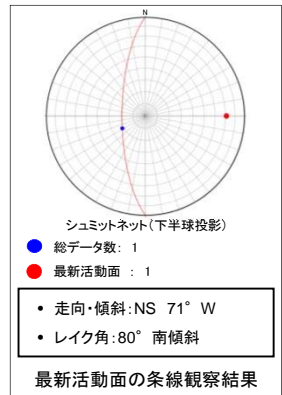 N
シュミットネット(下半球投影)
総データ数: 1
最新活動面 : 1
• 走向・傾斜:NS 71° W
• レイク角:80° 南傾斜
最新活動面の条線観察結果